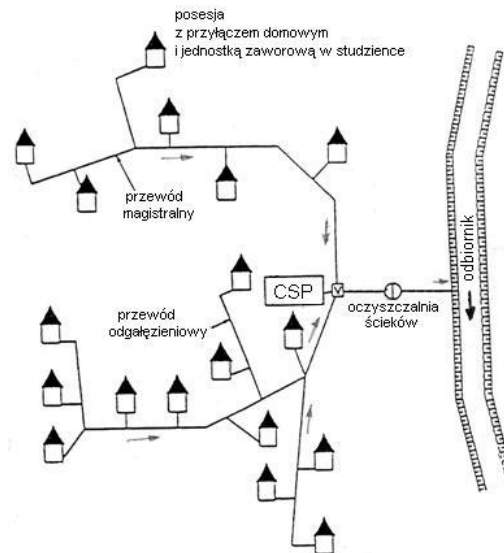 posesja
z przyłączem domowym
i jednostką zaworową w studzience
przewód
magistralny
odbiornik
CSP
V
oczyszczalnia
ścieków
przewód
odgałęzieniowy